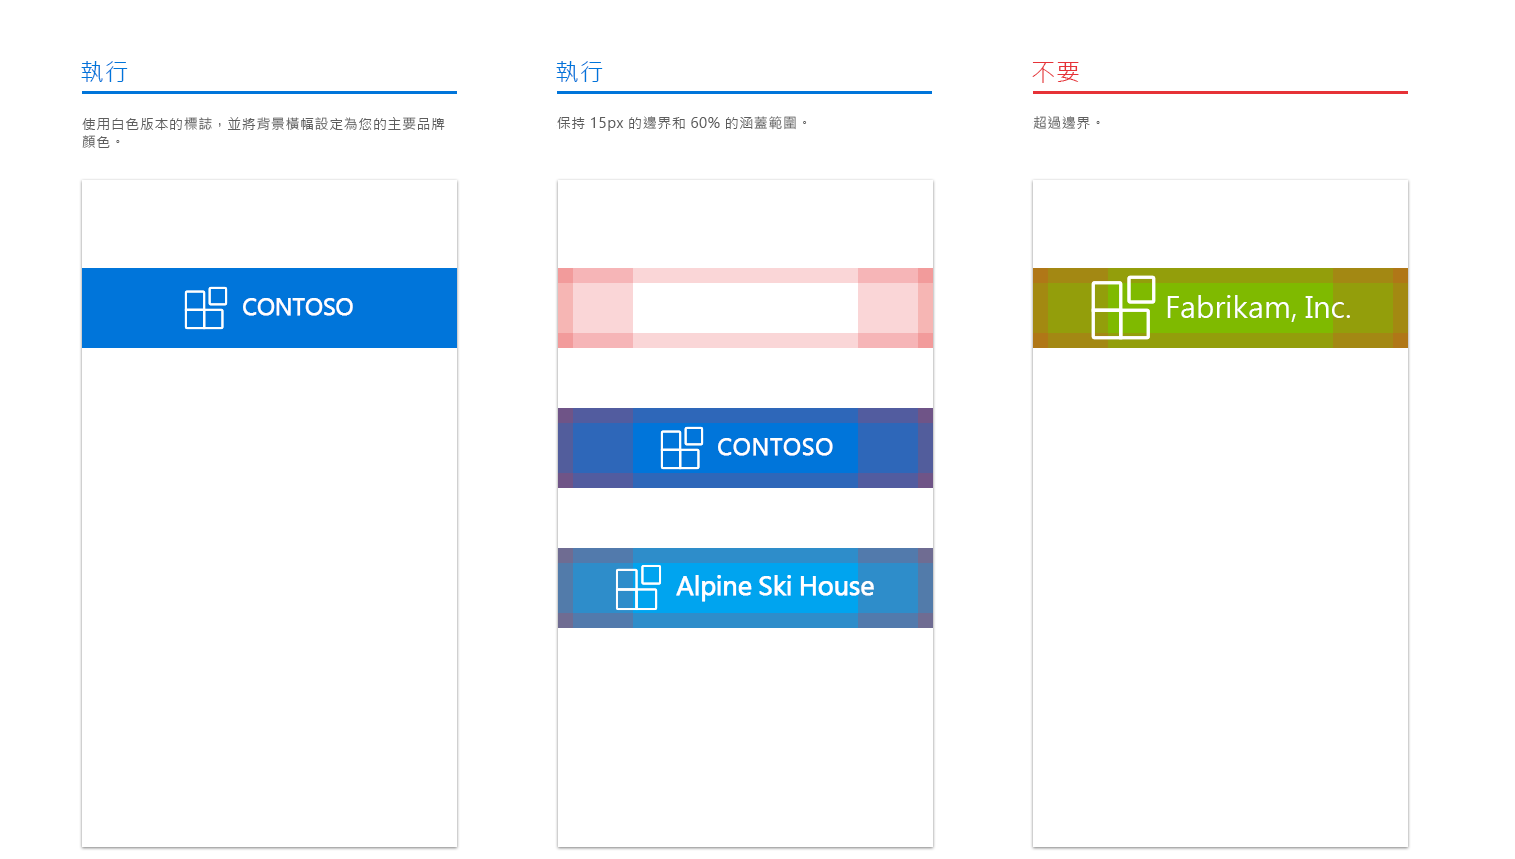 執行
使用白色版本的標誌，並將背景橫幅設定為您的主要品牌
顏色。
CONTOSO
執行
保持 15px 的邊界和 60% 的涵蓋範圍。
CONTOSO
Alpine Ski House
不要
超過邊界。
Fabrikam, Inc.